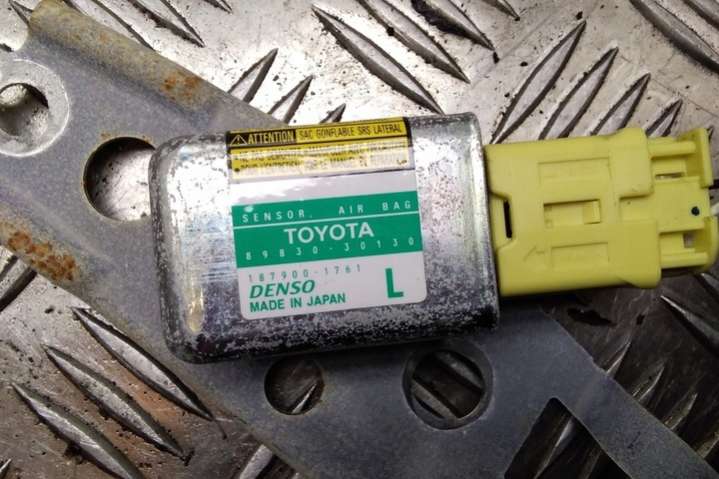 ATTENTION SAC GONFLABLE SRS LATERAL
SENSOR, AIR BAG
TOYOTA
89830-30130
187900-1761
DENSO
MADE IN JAPAN
L